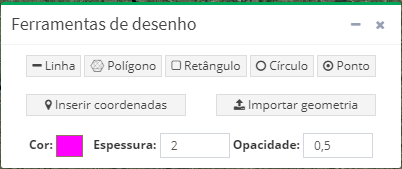 Ferramentas de desenho
Linha Polígono Retângulo Círculo Ponto
Inserir coordenadas Importar geometria
Cor: Espessura: 2 Opacidade: 0,5